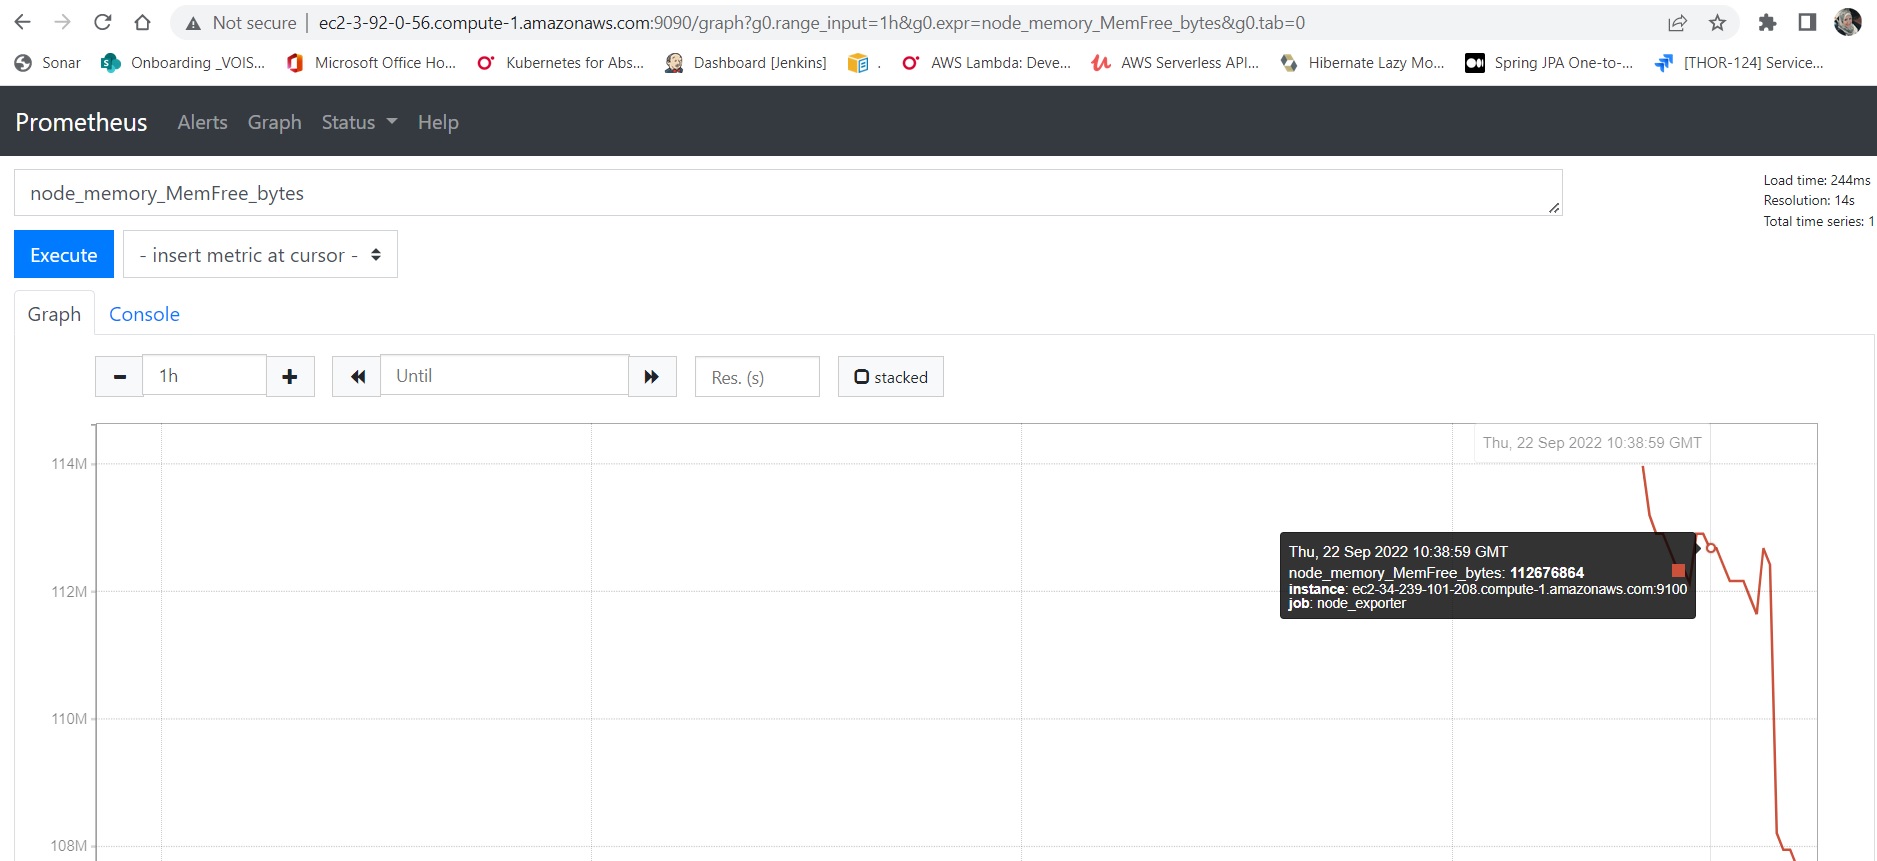 Not secure | ec2-3-92-0-56.compute-1.amazonaws.com:9090/graph?g0.range_input=1h&g0.expr=node_memory_MemFree_bytes&g0.tab=0
Sonar Onboarding _VOIS... Microsoft Office Ho... Kubernetes for Abs... Dashboard [Jenkins] . AWS Lambda: Deve... AWS Serverless API... Hibernate Lazy Mo... Spring JPA One-to-... [THOR-124] Service...
Prometheus Alerts Graph Status Help
node_memory_MemFree_bytes
Load time: 244ms
Resolution: 14s
Total time series: 1
Execute - insert metric at cursor -
Graph Console
1h Until Res. (s) stacked
Thu, 22 Sep 2022 10:38:59 GMT
114M
Thu, 22 Sep 2022 10:38:59 GMT
node_memory_MemFree_bytes: 112676864
instance: ec2-34-239-101-208.compute-1.amazonaws.com:9100
job: node_exporter
112M
110M
108M